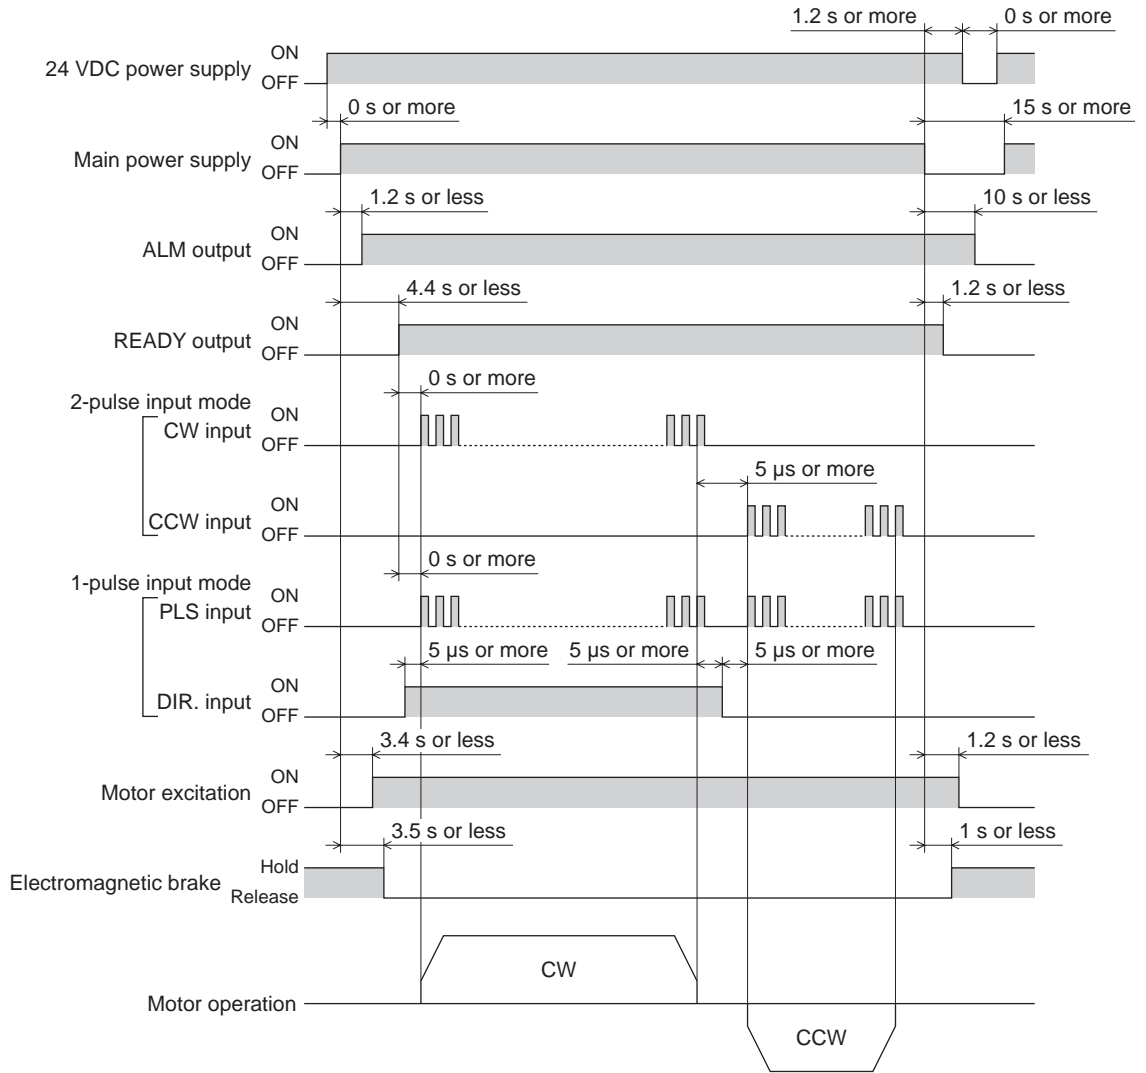 1.2 s or more 0 s or more
24 VDC power supply ON
OFF
0 s or more 15 s or more
Main power supply ON
OFF
1.2 s or less 10 s or less
ALM output ON
OFF
4.4 s or less 1.2 s or less
READY output ON
OFF
0 s or more
2-pulse input mode
CW input ON
OFF
5 µs or more
CCW input ON
OFF
0 s or more
1-pulse input mode
PLS input ON
OFF
5 µs or more 5 µs or more 5 µs or more
DIR. input ON
OFF
3.4 s or less 1.2 s or less
Motor excitation ON
OFF
3.5 s or less 1 s or less
Electromagnetic brake Hold
Release
CW
Motor operation
CCW